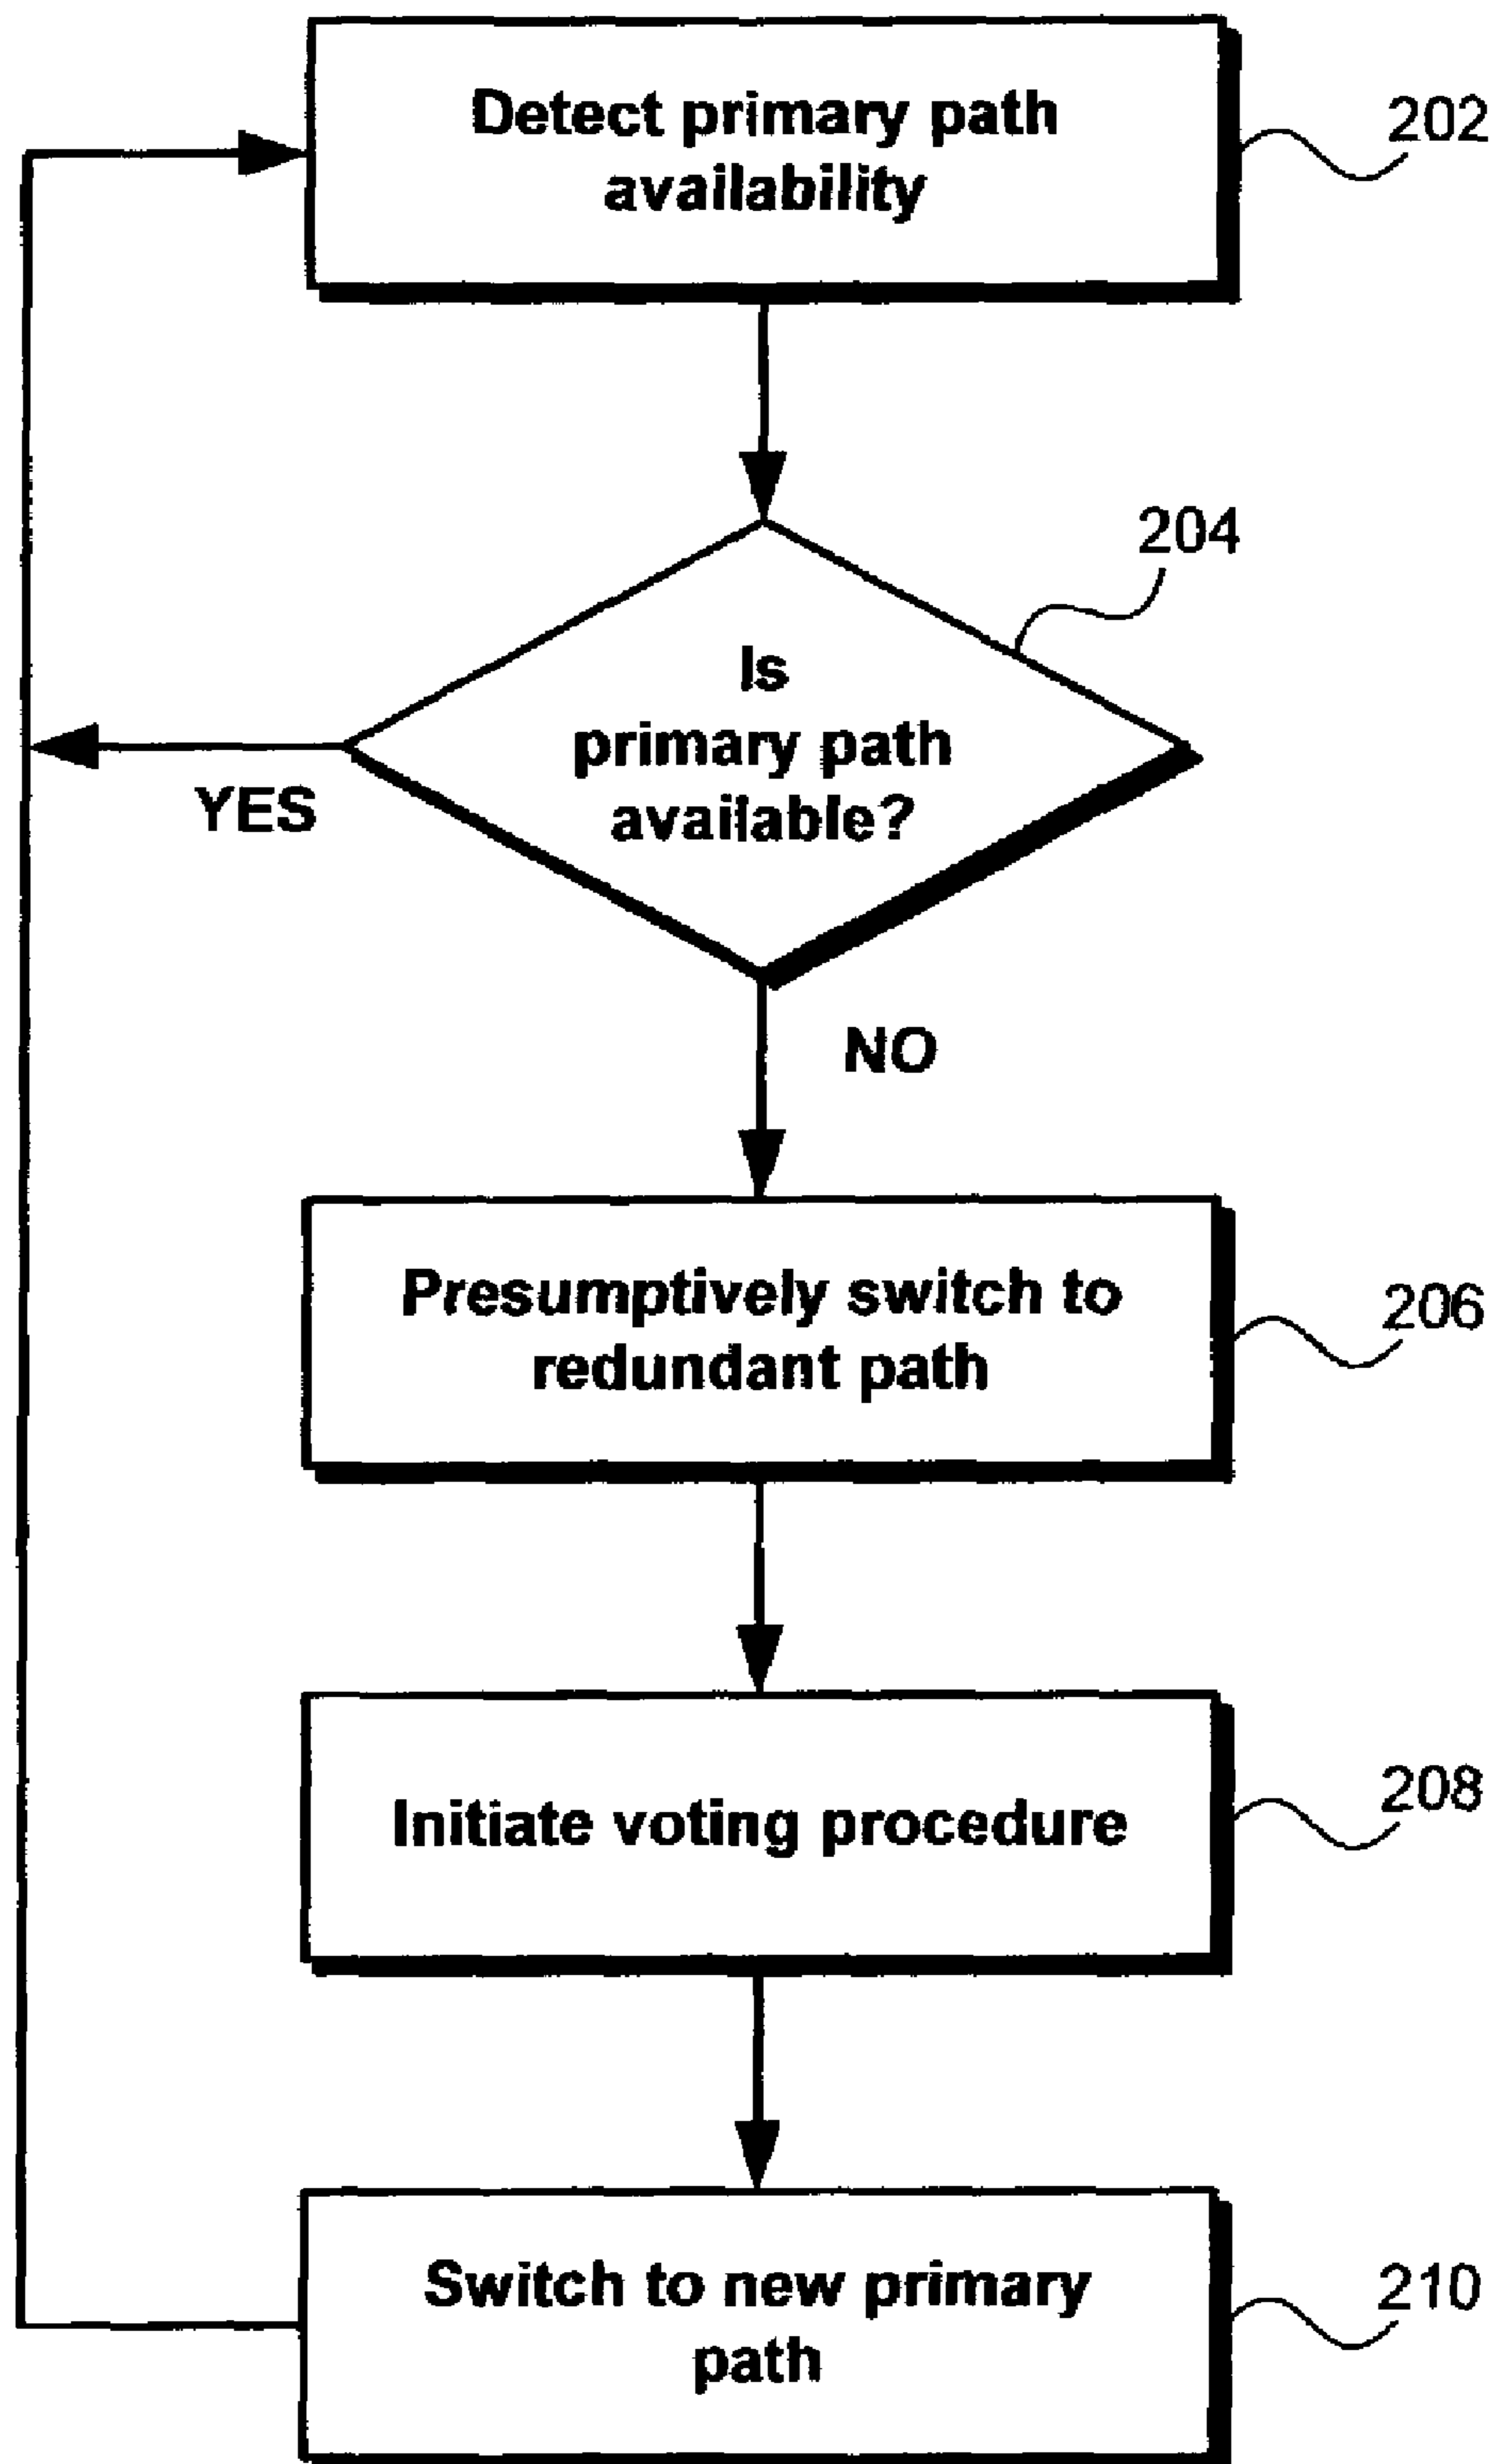 Detect primary path
availability
202
204
Is
primary path
available?
YES
NO
Presumptively switch to
redundant path
206
Initiate voting procedure
208
Switch to new primary
path
210